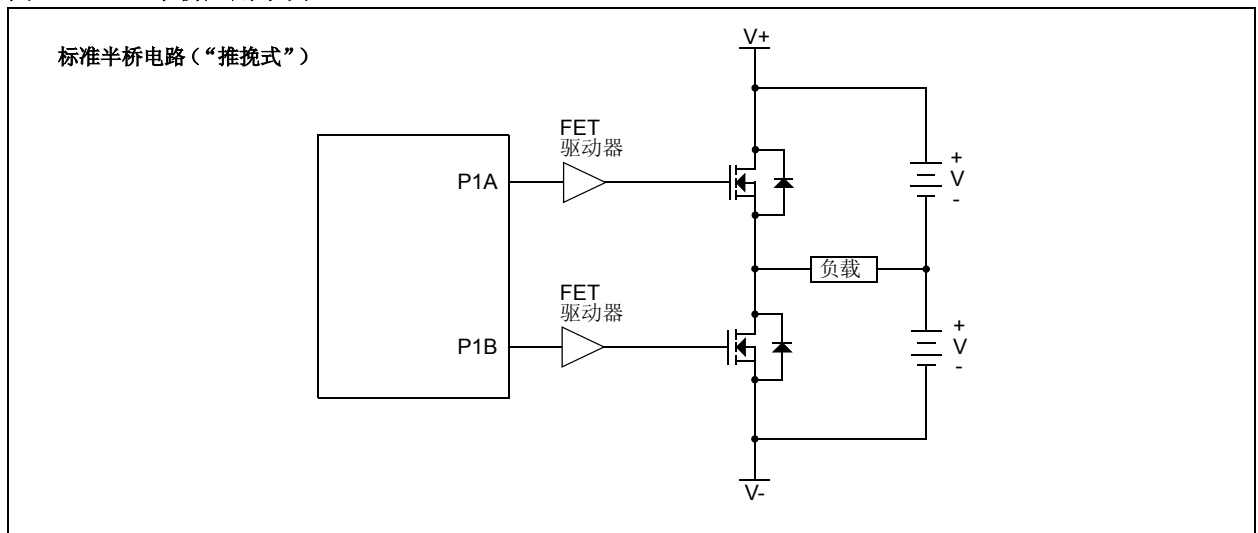 标准半桥电路（“推挽式”）
V+
FET
驱动器
P1A
+
V
-
负载
FET
驱动器
P1B
+
V
-
V-